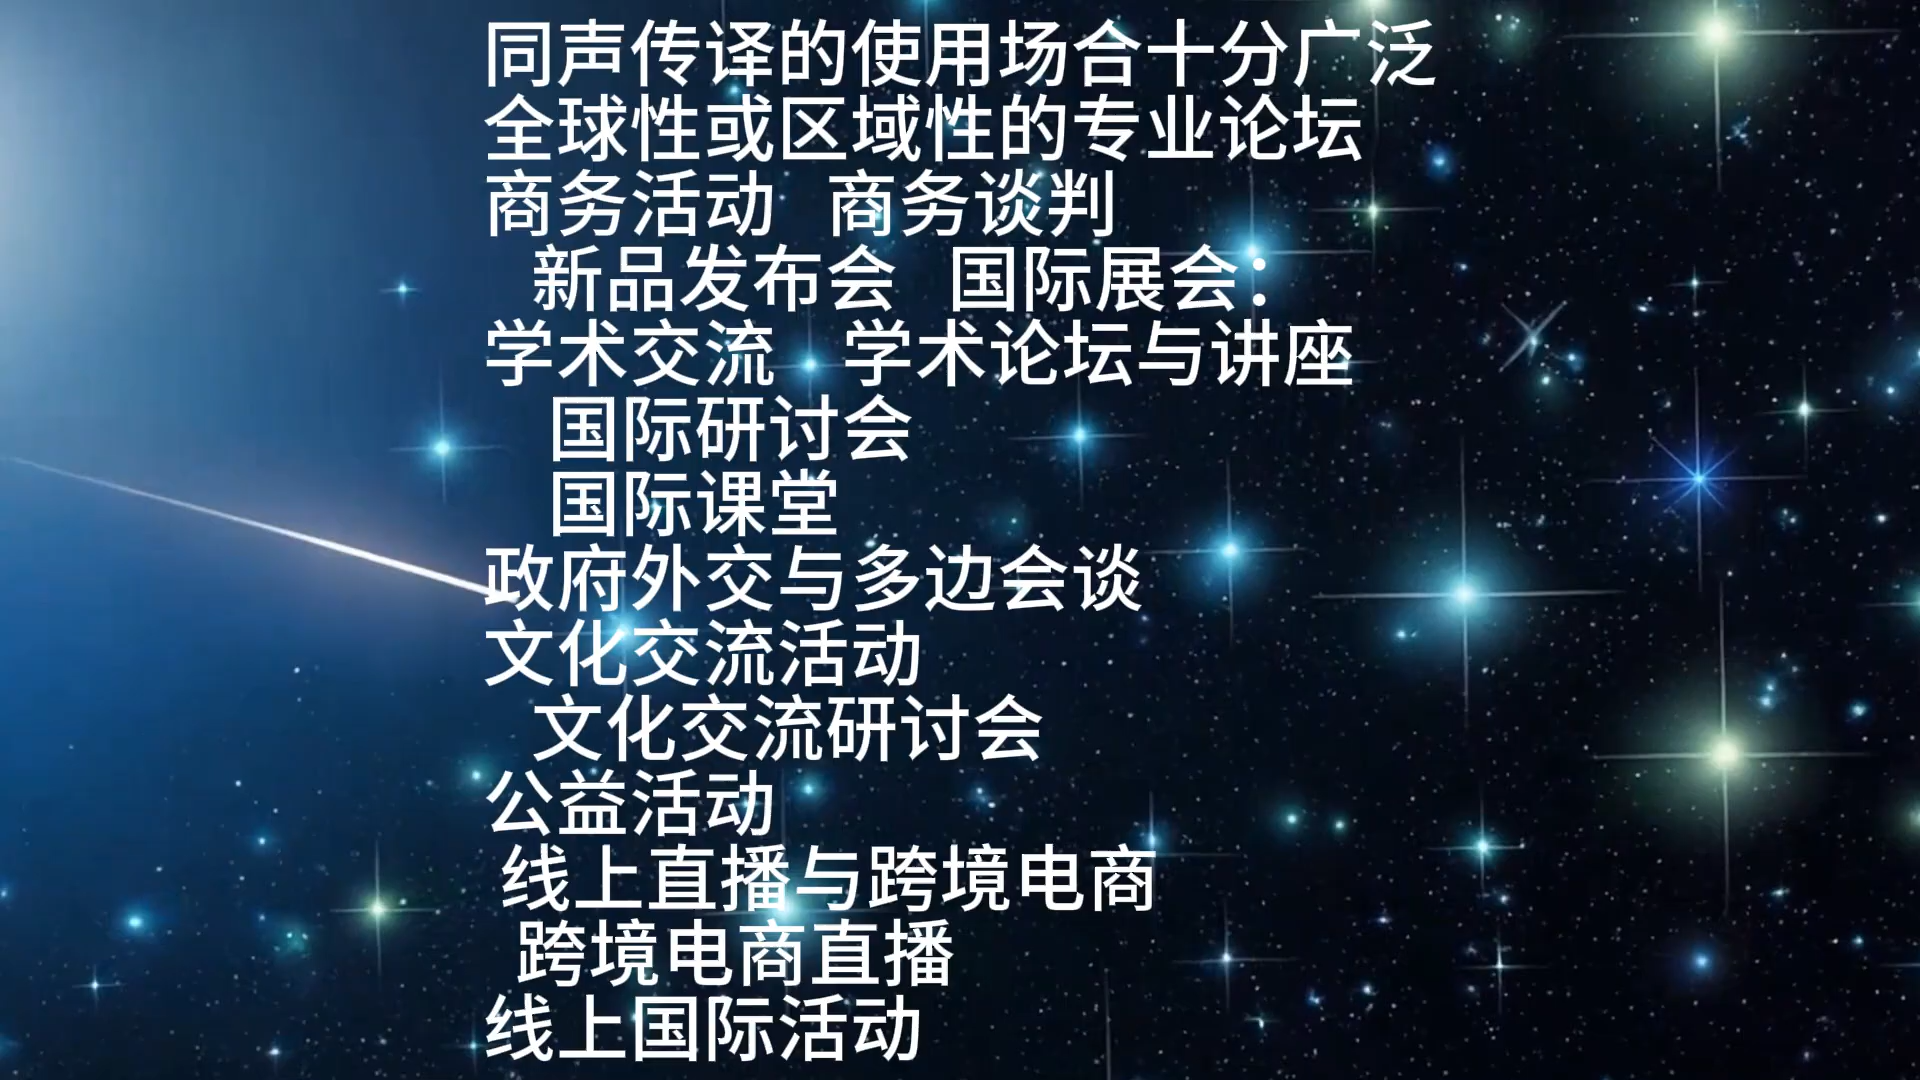 同声传译的使用场合十分广泛
全球性或区域性的专业论坛
商务活动 商务谈判
新品发布会 国际展会：
学术交流 学术论坛与讲座
国际研讨会
国际课堂
政府外交与多边会谈
文化交流活动
文化交流研讨会
公益活动
线上直播与跨境电商
跨境电商直播
线上国际活动